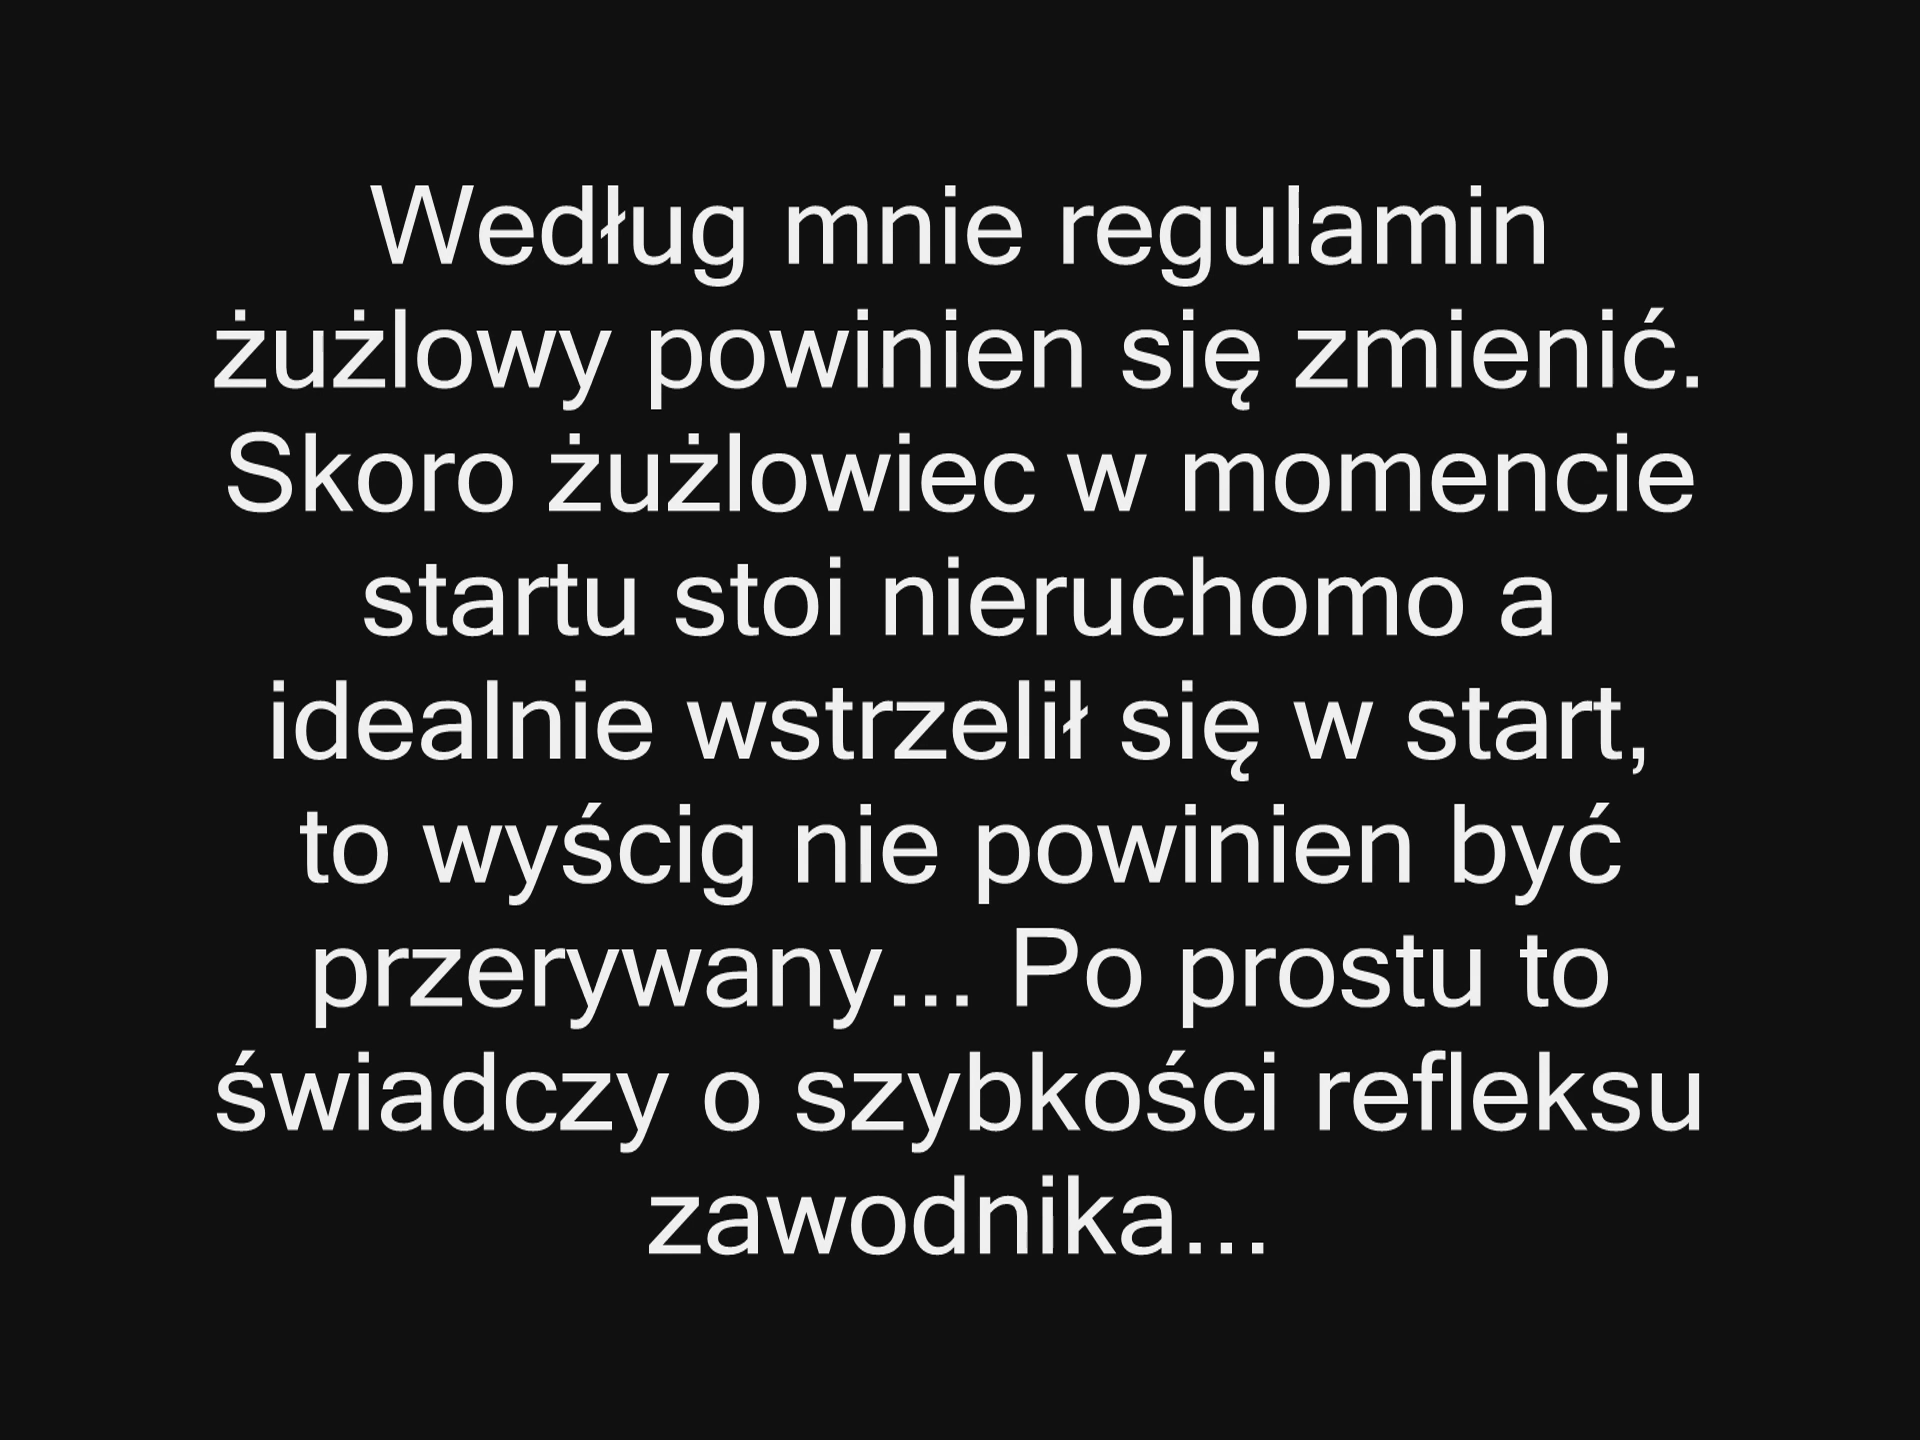 Według mnie regulamin
żużlowy powinien się zmienić.
Skoro żużlowiec w momencie
startu stoi nieruchomo a
idealnie wstrzelił się w start,
to wyścig nie powinien być
przerywany... Po prostu to
świadczy o szybkości refleksu
zawodnika...